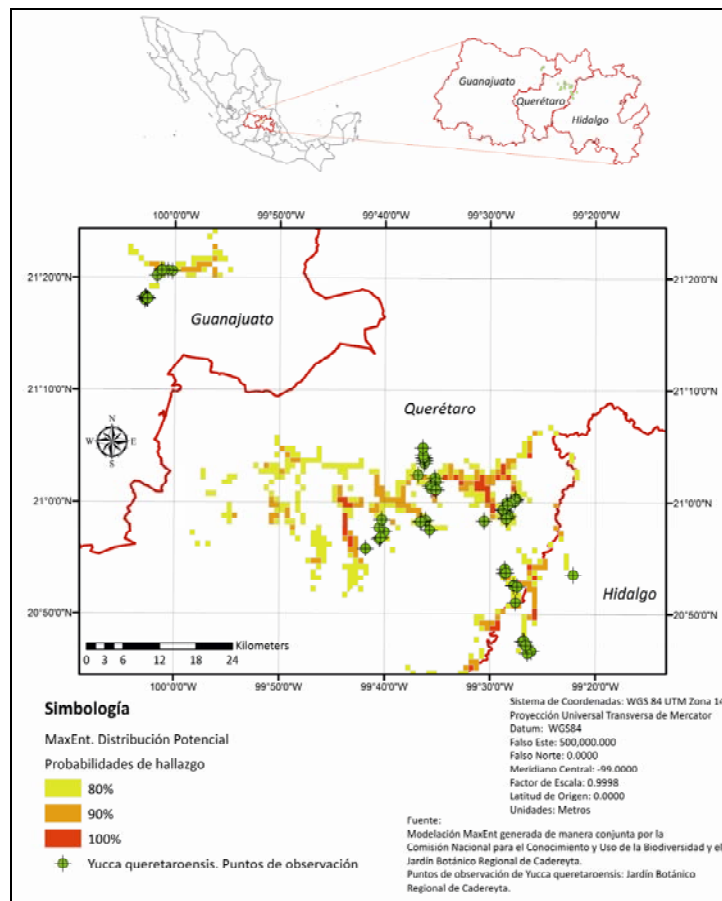 Guanajuato
Querétaro
Hidalgo
100°0'0"W 99°50'0"W 99°40'0"W 99°30'0"W 99°20'0"W
21°20'0"N 21°20'0"N
Guanajuato
21°10'0"N 21°10'0"N
Querétaro
N
W E
S
21°0'0"N 21°0'0"N
20°50'0"N 20°50'0"N
Hidalgo
Kilometers
0 3 6 12 18 24
100°0'0"W 99°50'0"W 99°40'0"W 99°30'0"W 99°20'0"W
Simbología
MaxEnt. Distribución Potencial
Probabilidades de hallazgo
80%
90%
100%
Yucca queretaroensis. Puntos de observación
Sistema de Coordenadas: WGS 84 UTM Zona 14
Proyección Universal Transversa de Mercator
Datum: WGS84
Falso Este: 500,000.000
Falso Norte: 0.0000
Meridiano Central: -99.0000
Factor de Escala: 0.9998
Latitud de Origen: 0.0000
Unidades: Metros
Fuente:
Modelación MaxEnt generada de manera conjunta por la
Comisión Nacional para el Conocimiento y Uso de la Biodiversidad y el
Jardín Botánico Regional de Cadereyta.
Puntos de observación de Yucca queretaroensis: Jardín Botánico
Regional de Cadereyta.